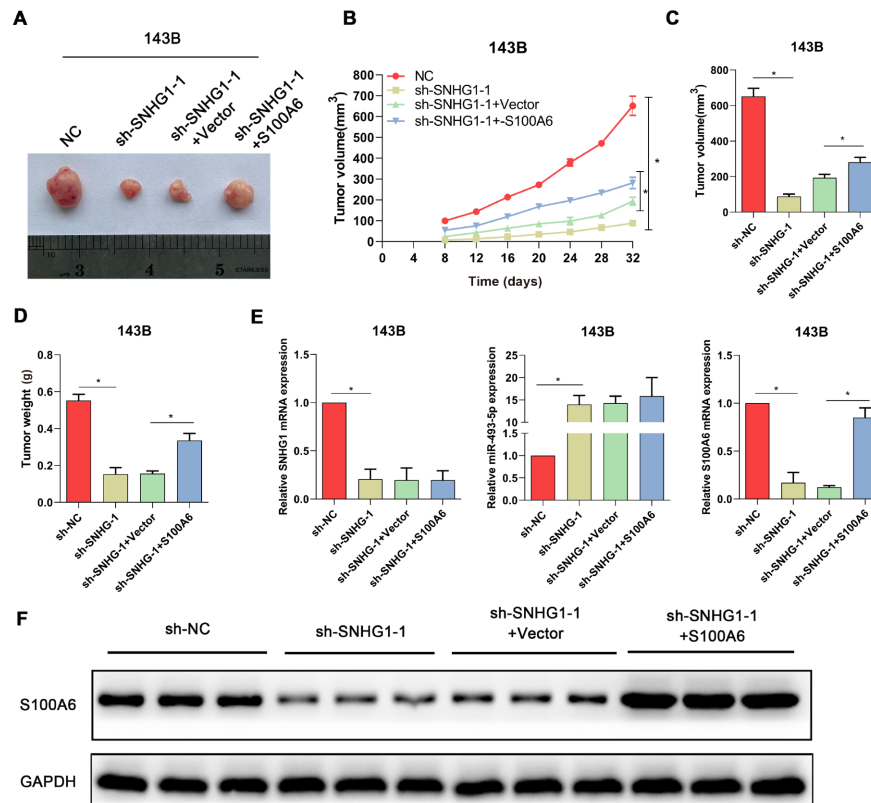 A
143B
NC
sh-SNHG1-1
sh-SNHG1-1
+Vector
sh-SNHG1-1
+S100A6
10
3
4
5
STAINLESS
B
143B
NC
sh-SNHG1-1
sh-SNHG1-1+Vector
sh-SNHG1-1+-S100A6
Tumor volume(mm3)
800
700
600
500
400
300
200
100
0
0
4
8
12
16
20
24
28
32
*
*
Time (days)
C
143B
Tumor volume(mm3)
800
600
400
200
0
*
*
sh-NC
sh-SNHG-1
sh-SNHG-1+Vector
sh-SNHG-1+S100A6
D
143B
Tumor weight (g)
0.8
0.6
0.4
0.2
0.0
*
*
sh-NC
sh-SNHG-1
sh-SNHG-1+Vector
sh-SNHG-1+S100A6
E
143B
Relative SNHG1 mRNA expression
1.5
1.0
0.5
0.0
*
sh-NC
sh-SNHG-1
sh-SNHG-1+Vector
sh-SNHG-1+S100A6
143B
Relative miR-493-5p expression
25
20
15
10
1.5
1.0
0.5
0.0
*
sh-NC
sh-SNHG-1
sh-SNHG-1+Vector
sh-SNHG-1+S100A6
143B
Relative S100A6 mRNA expression
1.5
1.0
0.5
0.0
*
*
sh-NC
sh-SNHG-1
sh-SNHG-1+Vector
sh-SNHG-1+S100A6
F
sh-NC
sh-SNHG1-1
sh-SNHG1-1
+Vector
sh-SNHG1-1
+S100A6
S100A6
GAPDH